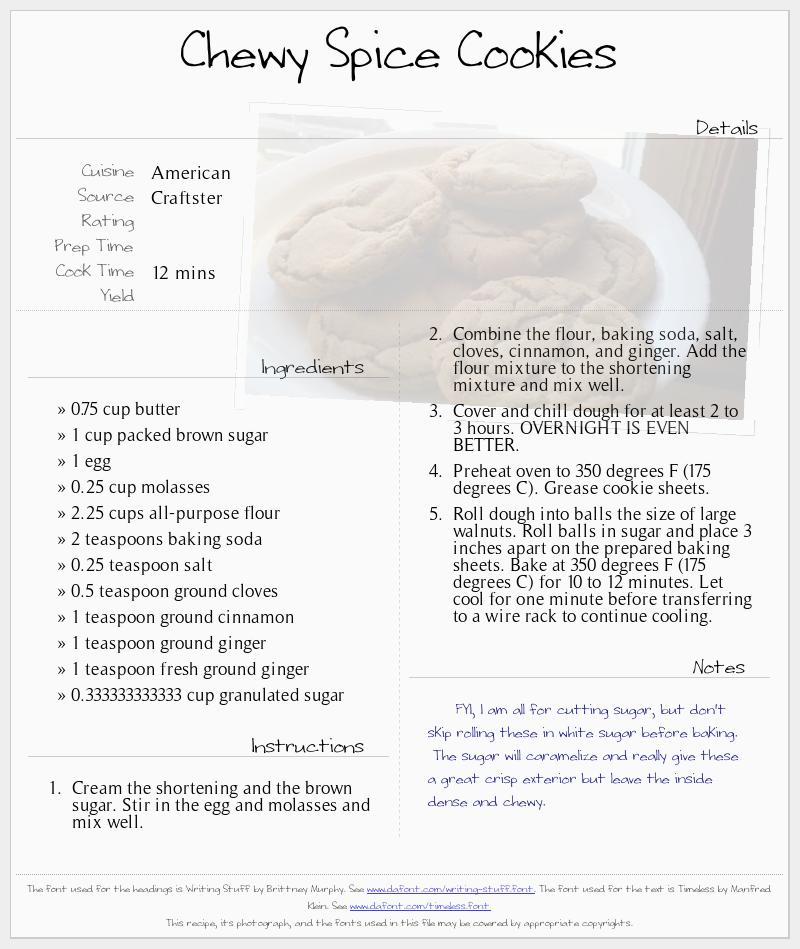 Chewy Spice Cookies
Details
Cuisine American
Source Craftster
Rating
Prep Time
Cook Time 12 mins
Yield
Ingredients
» 0.75 cup butter
» 1 cup packed brown sugar
» 1 egg
» 0.25 cup molasses
» 2.25 cups all-purpose flour
» 2 teaspoons baking soda
» 0.25 teaspoon salt
» 0.5 teaspoon ground cloves
» 1 teaspoon ground cinnamon
» 1 teaspoon ground ginger
» 1 teaspoon fresh ground ginger
» 0.333333333333 cup granulated sugar
Instructions
1. Cream the shortening and the brown
sugar. Stir in the egg and molasses and
mix well.
2. Combine the flour, baking soda, salt,
cloves, cinnamon, and ginger. Add the
flour mixture to the shortening
mixture and mix well.
3. Cover and chill dough for at least 2 to
3 hours. OVERNIGHT IS EVEN
BETTER.
4. Preheat oven to 350 degrees F (175
degrees C). Grease cookie sheets.
5. Roll dough into balls the size of large
walnuts. Roll balls in sugar and place 3
inches apart on the prepared baking
sheets. Bake at 350 degrees F (175
degrees C) for 10 to 12 minutes. Let
cool for one minute before transferring
to a wire rack to continue cooling.
Notes
FYI, I am all for cutting sugar, but don't
skip rolling these in white sugar before baking.
The sugar will caramelize and really give these
a great crisp exterior but leave the inside
dense and chewy.
The font used for the headings is Writing Stuff by Brittney Murphy. See www.dafont.com/writing-stuff.font. The font used for the text is Timeless by Manfred
Klein. See www.dafont.com/timeless.font.
This recipe, its photograph, and the fonts used in this file may be covered by appropriate copyrights.